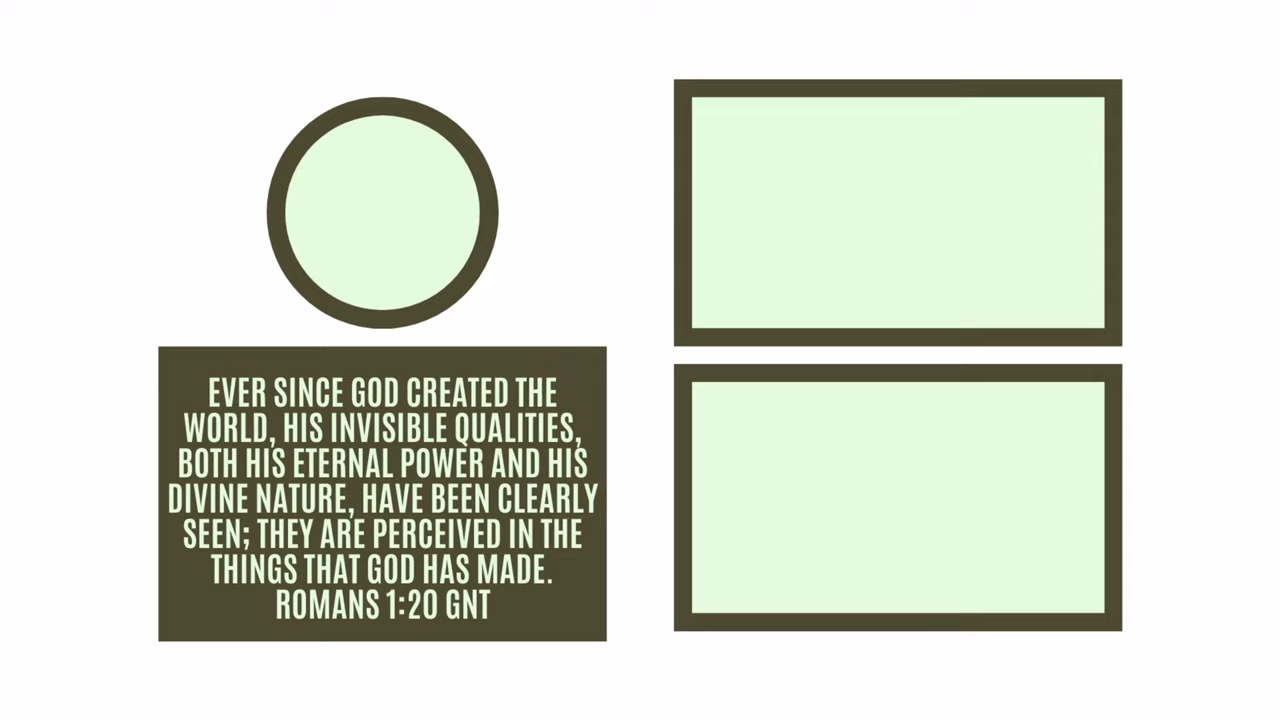 EVER SINCE GOD CREATED THE
WORLD, HIS INVISIBLE QUALITIES,
BOTH HIS ETERNAL POWER AND HIS
DIVINE NATURE, HAVE BEEN CLEARLY
SEEN; THEY ARE PERCEIVED IN THE
THINGS THAT GOD HAS MADE.
ROMANS 1:20 GNT